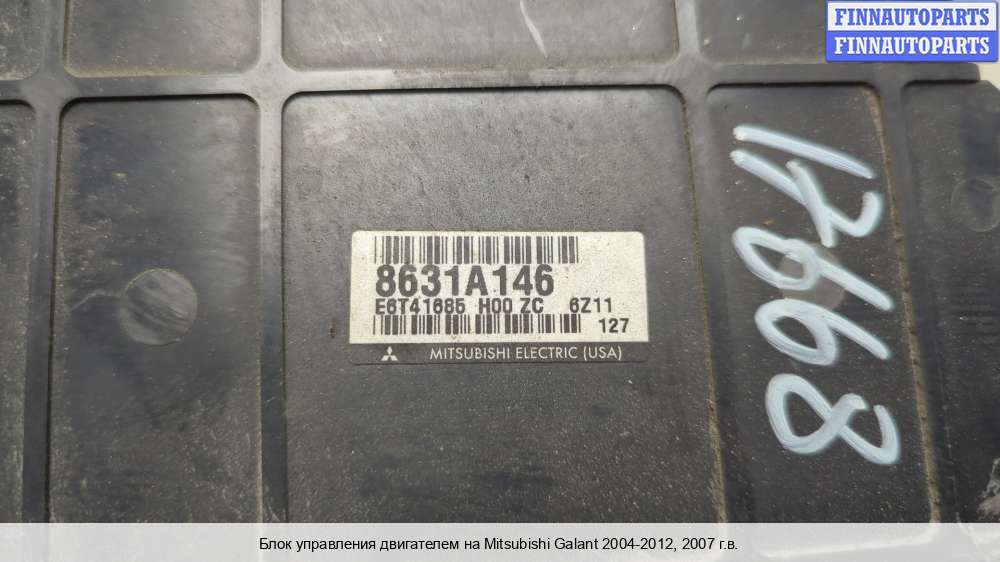 FINNAUTOPARTS
FINNAUTOPARTS
8631A146
E6T41685 H00 ZC 6Z11
127
MITSUBISHI ELECTRIC (USA)
Блок управления двигателем на Mitsubishi Galant 2004-2012, 2007 г.в.